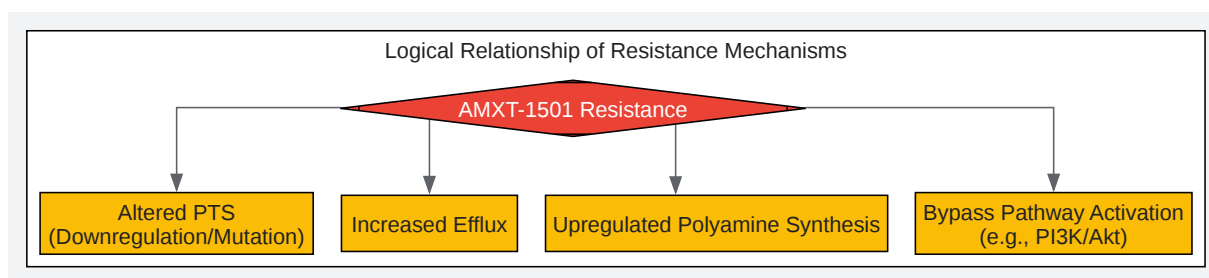 Logical Relationship of Resistance Mechanisms
AMXT-1501 Resistance
Altered PTS
(Downregulation/Mutation)
Increased Efflux
Upregulated Polyamine Synthesis
Bypass Pathway Activation
(e.g., PI3K/Akt)